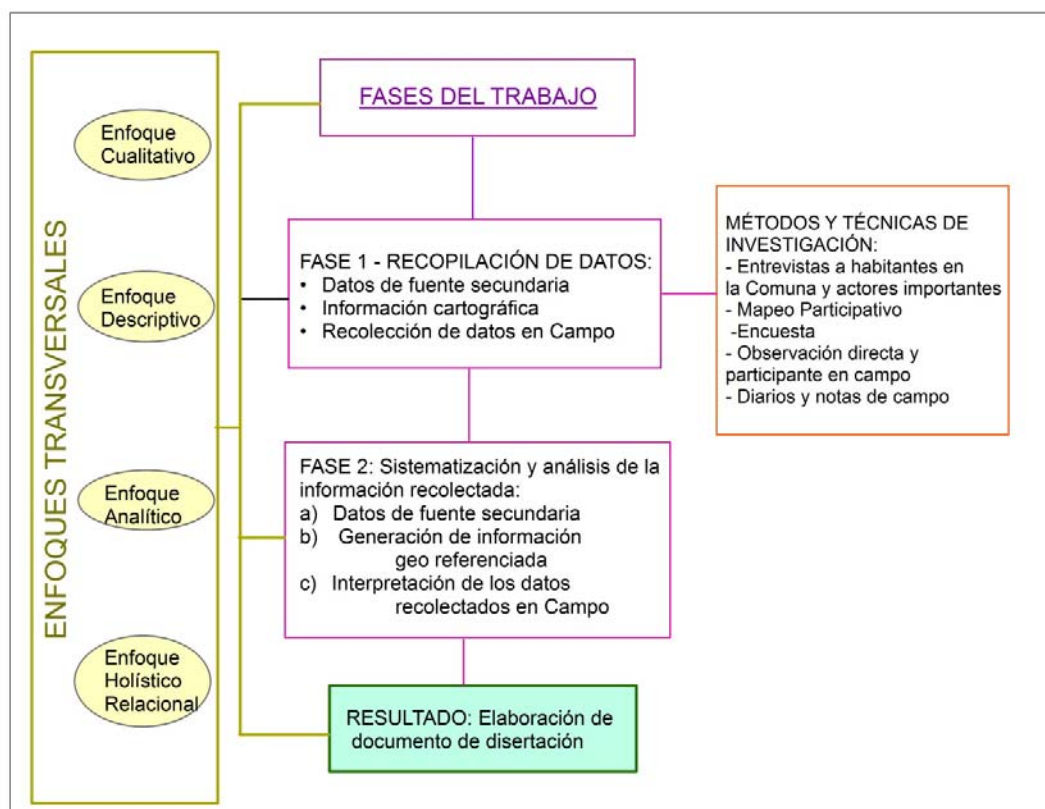 ENFOQUES TRANSVERSALES
Enfoque
Cualitativo
Enfoque
Descriptivo
Enfoque
Analítico
Enfoque
Holístico
Relacional
FASES DEL TRABAJO
FASE 1 - RECOPILACIÓN DE DATOS:
• Datos de fuente secundaria
• Información cartográfica
• Recolección de datos en Campo
MÉTODOS Y TÉCNICAS DE
INVESTIGACIÓN:
- Entrevistas a habitantes en
la Comuna y actores importantes
- Mapeo Participativo
-Encuesta
- Observación directa y
participante en campo
- Diarios y notas de campo
FASE 2: Sistematización y análisis de la
información recolectada:
a) Datos de fuente secundaria
b) Generación de información
geo referenciada
c) Interpretación de los datos
recolectados en Campo
RESULTADO: Elaboración de
documento de disertación